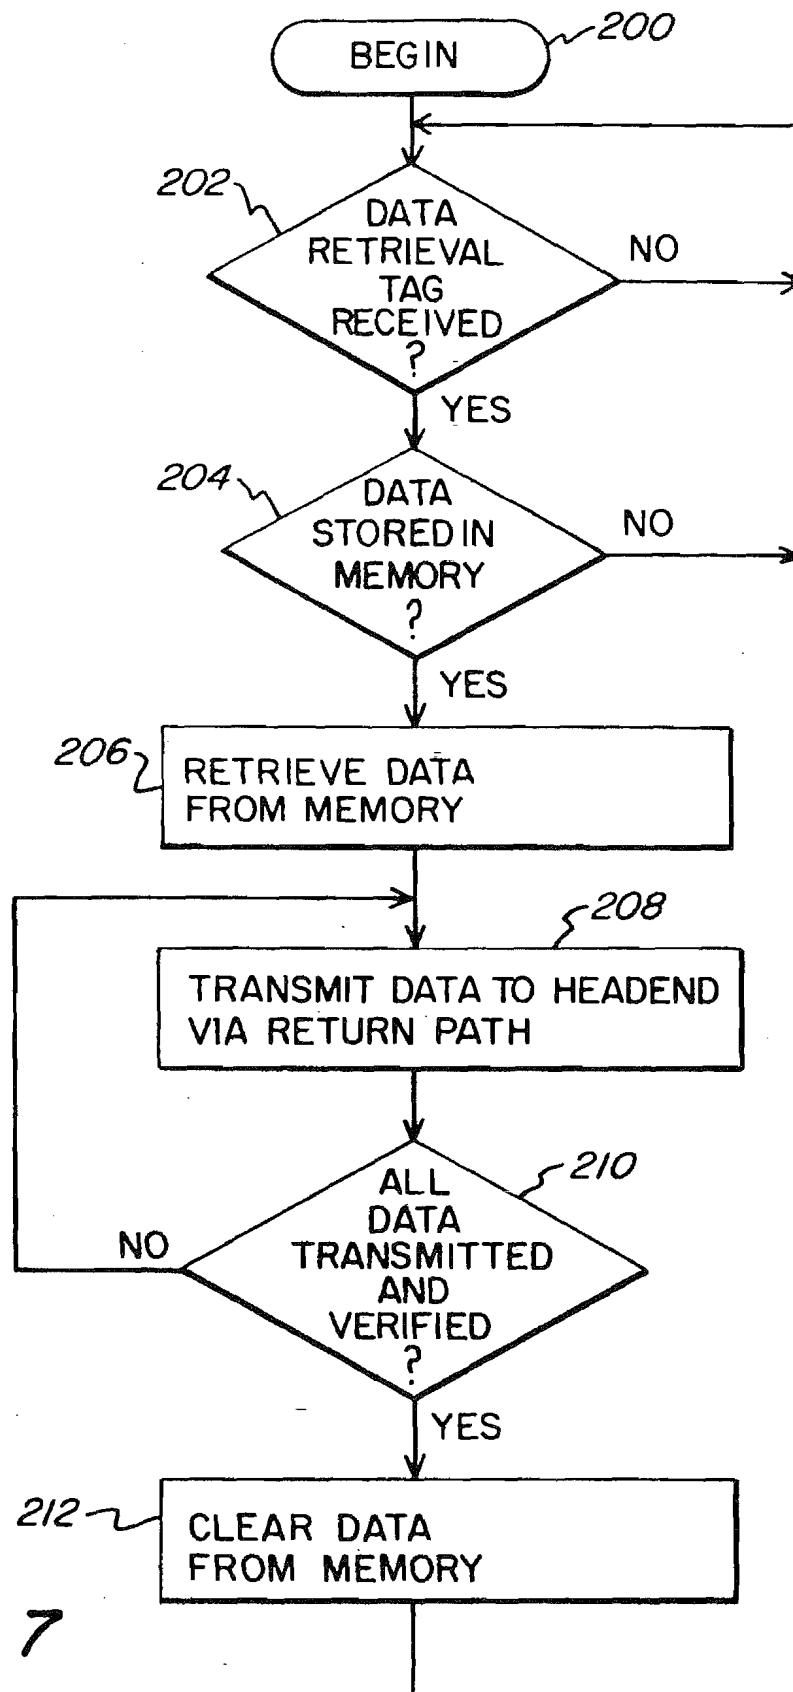 BEGIN
200
202
DATA
RETRIEVAL
TAG
RECEIVED
?
NO
YES
204
DATA
STORED IN
MEMORY
?
NO
YES
206
RETRIEVE DATA
FROM MEMORY
208
TRANSMIT DATA TO HEADEND
VIA RETURN PATH
210
ALL
DATA
TRANSMITTED
AND
VERIFIED
?
NO
YES
212
CLEAR DATA
FROM MEMORY
7